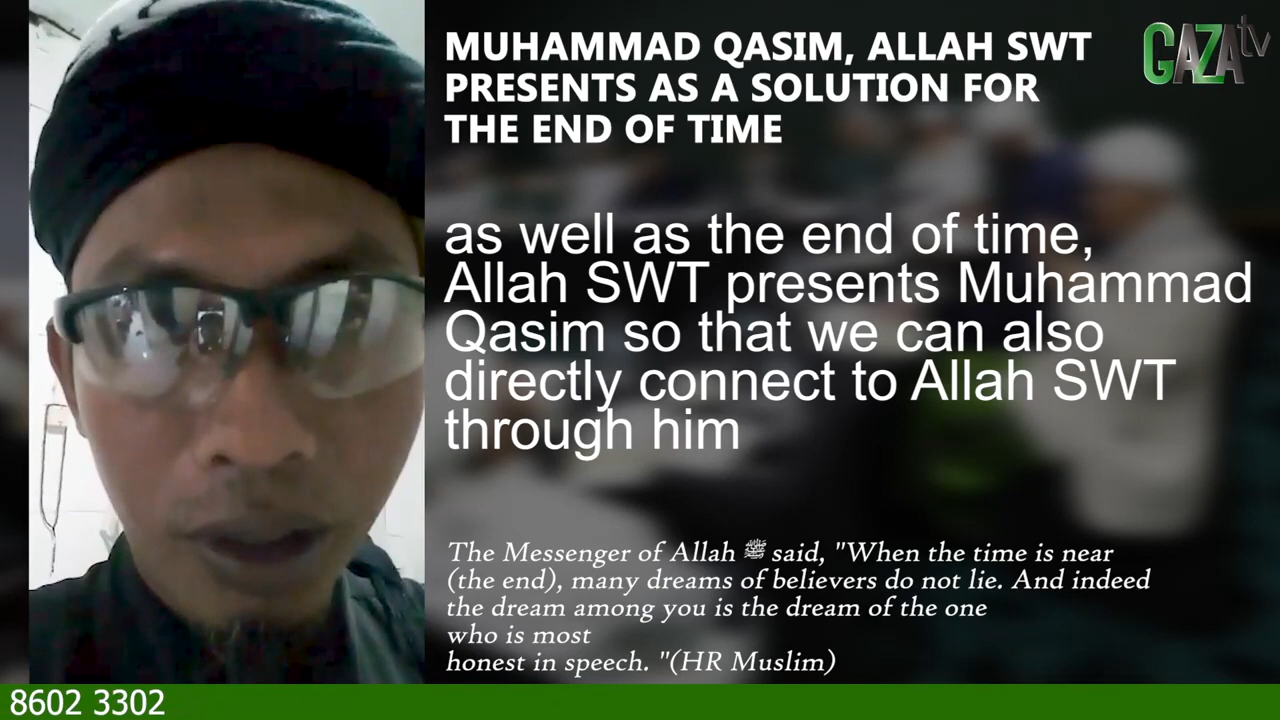 MUHAMMAD QASIM, ALLAH SWT
PRESENTS AS A SOLUTION FOR
THE END OF TIME
GAZAtv
as well as the end of time,
Allah SWT presents Muhammad
Qasim so that we can also
directly connect to Allah SWT
through him
The Messenger of Allah ﷺ said, "When the time is near
(the end), many dreams of believers do not lie. And indeed
the dream among you is the dream of the one
who is most
honest in speech. "(HR Muslim)
8602 3302